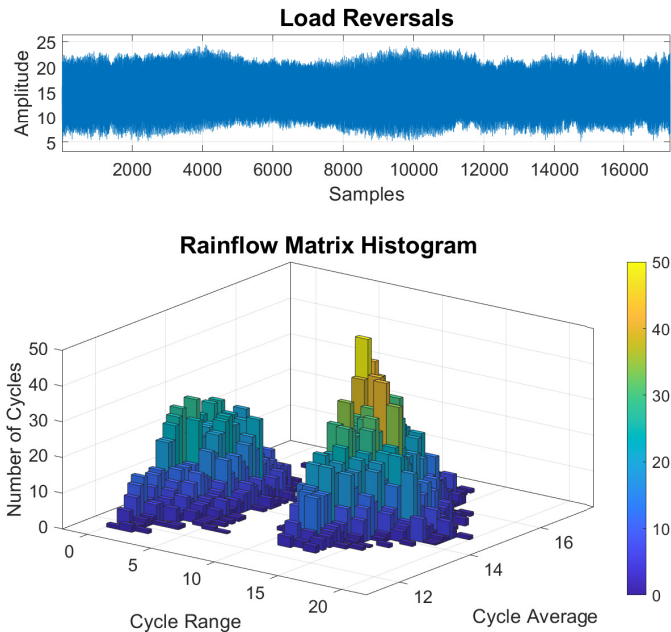 Load Reversals
25
20
15
10
5
Amplitude
2000 4000 6000 8000 10000 12000 14000 16000
Samples
Rainflow Matrix Histogram
50
40
30
20
10
0
Number of Cycles
0 5 10 15 20
Cycle Range
12 14 16
Cycle Average
50
40
30
20
10
0